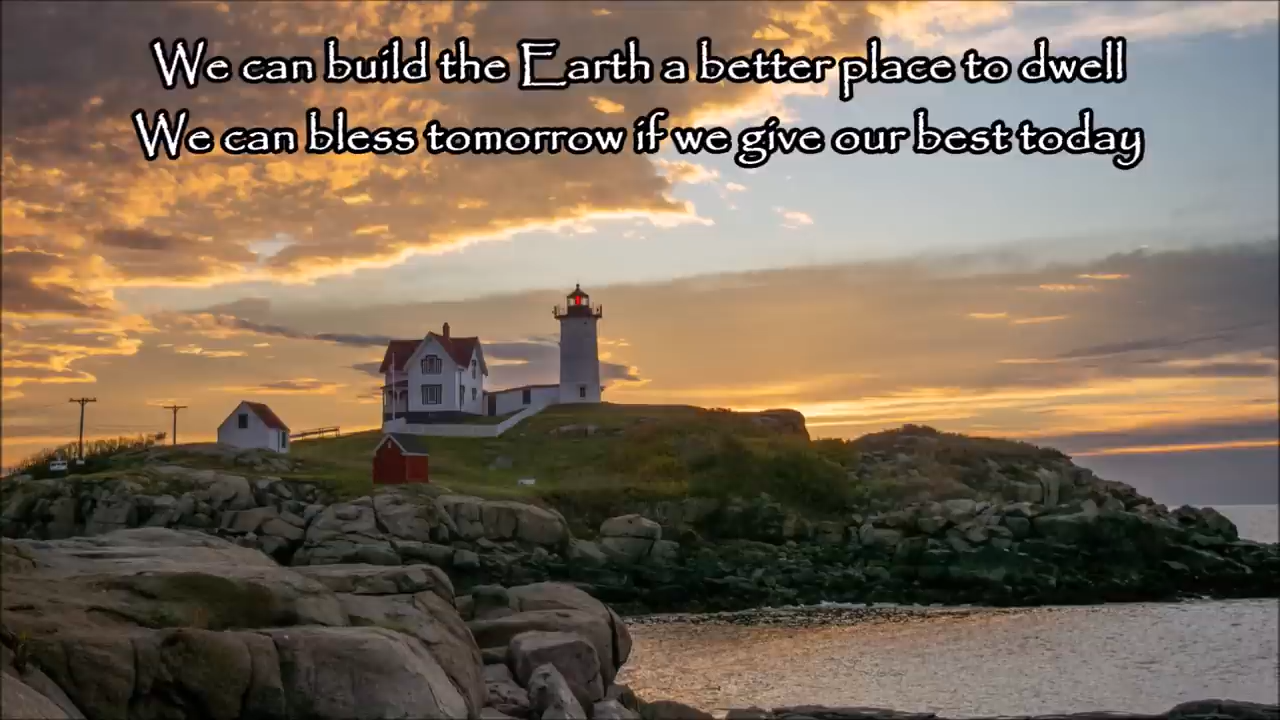 We can build the Earth a better place to dwell
We can bless tomorrow if we give our best today